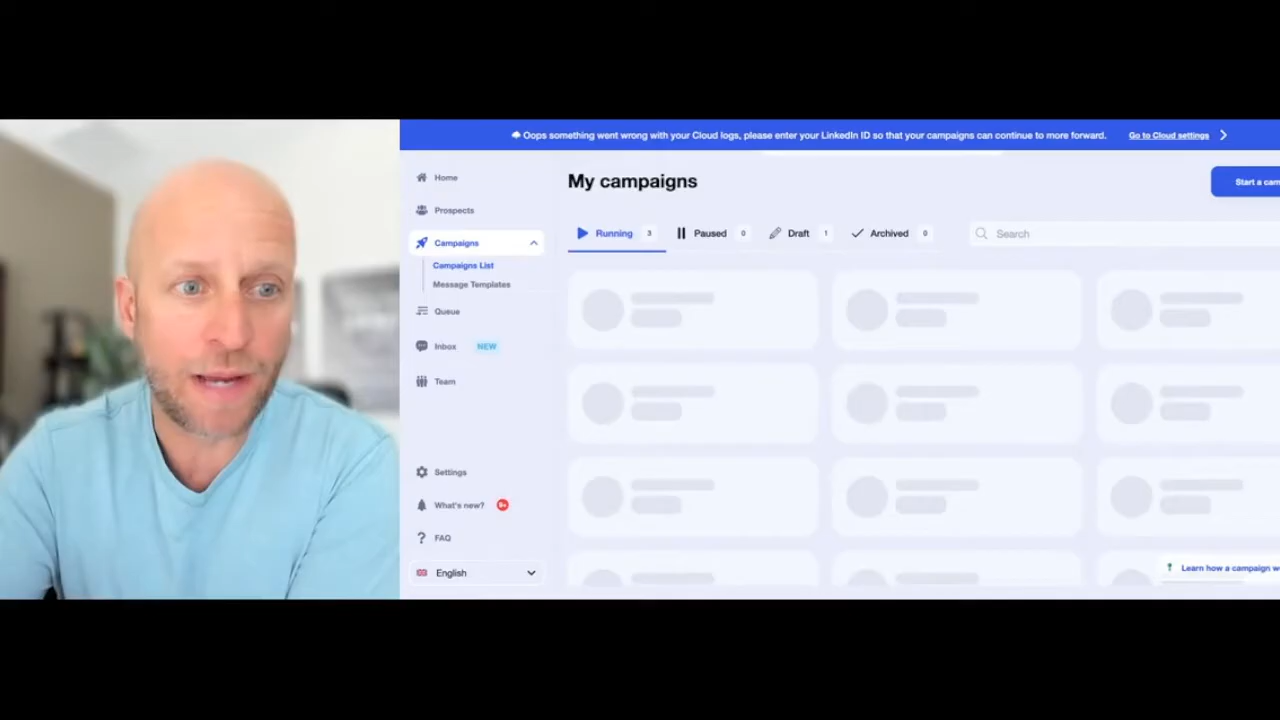 Oops something went wrong with your Cloud logs, please enter your LinkedIn ID so that your campaigns can continue to more forward. Go to Cloud settings
Home
My campaigns
Start a cam
Prospects
Campaigns
Running 3 Paused 0 Draft 1 Archived 0 Search
Campaigns List
Message Templates
Queue
Inbox NEW
Team
Settings
What's new? 9+
FAQ
Learn how a campaign w
English